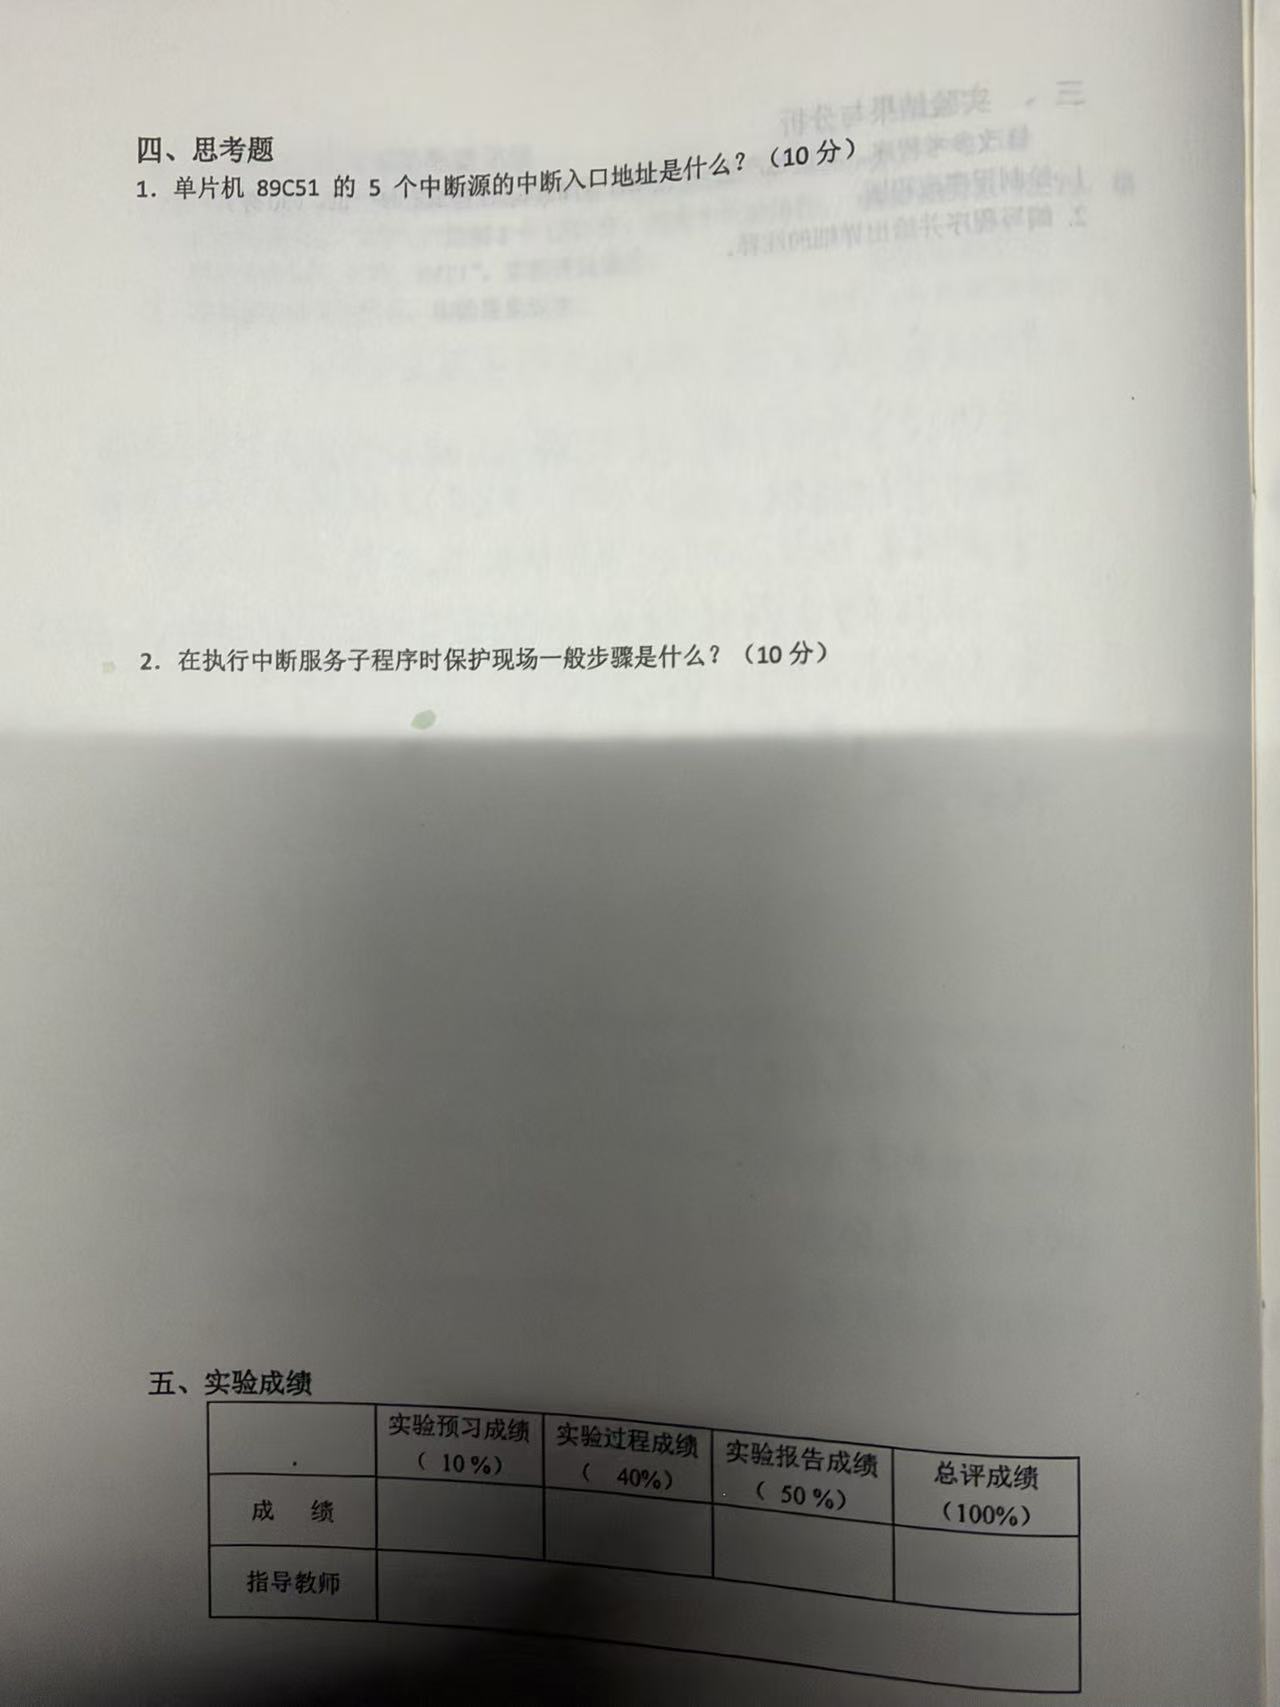 四、思考题
1. 单片机 89C51 的 5 个中断源的中断入口地址是什么？（10 分）
2. 在执行中断服务子程序时保护现场一般步骤是什么？（10 分）
五、实验成绩
实验预习成绩（ 10 %） 实验过程成绩（ 40%） 实验报告成绩（ 50 %） 总评成绩（100%）
成 绩
指导教师